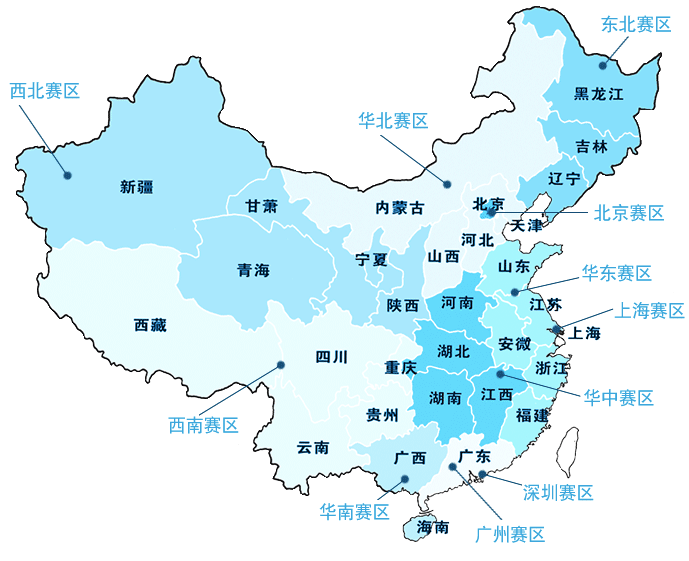 东北赛区
西北赛区
黑龙江
华北赛区
吉林
辽宁
新疆
甘萧
内蒙古
北京
北京赛区
天津
河北
山西
宁夏
青海
山东
华东赛区
陕西
河南
江苏
上海赛区
西藏
上海
安微
湖北
四川
重庆
浙江
江西
华中赛区
湖南
贵州
福建
西南赛区
云南
广西
广东
深圳赛区
华南赛区
海南
广州赛区